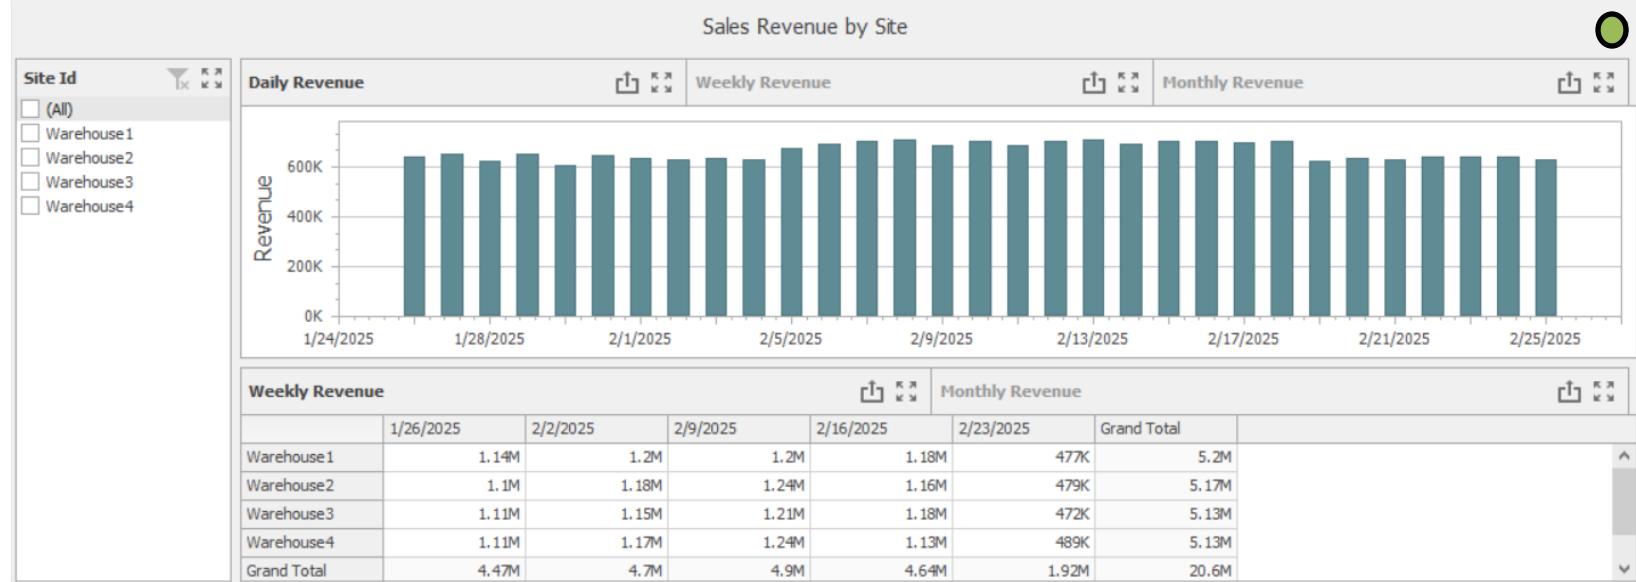 Sales Revenue by Site
Site Id
(All)
Warehouse1
Warehouse2
Warehouse3
Warehouse4
Daily Revenue
Weekly Revenue
Monthly Revenue
Revenue
600K
400K
200K
0K
1/24/2025 1/28/2025 2/1/2025 2/5/2025 2/9/2025 2/13/2025 2/17/2025 2/21/2025 2/25/2025
Weekly Revenue
Monthly Revenue
1/26/2025 2/2/2025 2/9/2025 2/16/2025 2/23/2025 Grand Total
Warehouse1 1.14M 1.2M 1.2M 1.18M 477K 5.2M
Warehouse2 1.1M 1.18M 1.24M 1.16M 479K 5.17M
Warehouse3 1.11M 1.15M 1.21M 1.18M 472K 5.13M
Warehouse4 1.11M 1.17M 1.24M 1.13M 489K 5.13M
Grand Total 4.47M 4.7M 4.9M 4.64M 1.92M 20.6M